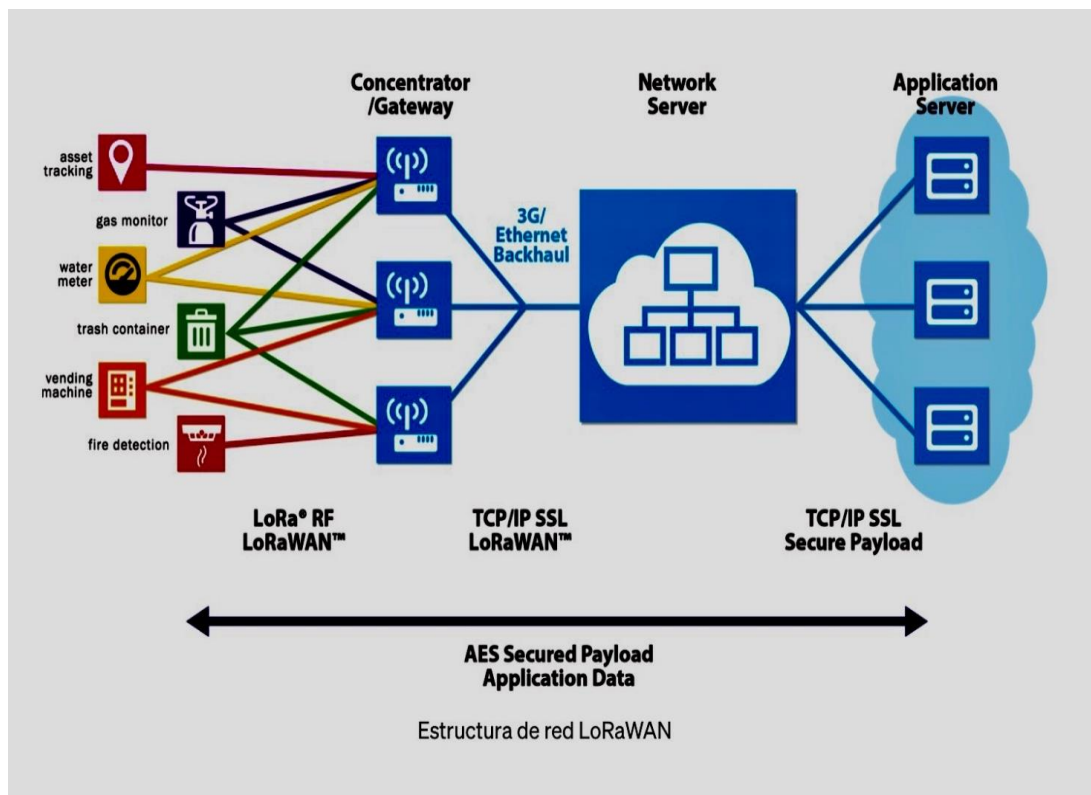 Concentrator
/Gateway
Network
Server
Application
Server
asset
tracking
gas monitor
water
meter
trash container
vending
machine
fire detection
3G/
Ethernet
Backhaul
LoRa® RF
LoRaWAN™
TCP/IP SSL
LoRaWAN™
TCP/IP SSL
Secure Payload
AES Secured Payload
Application Data
Estructura de red LoRaWAN